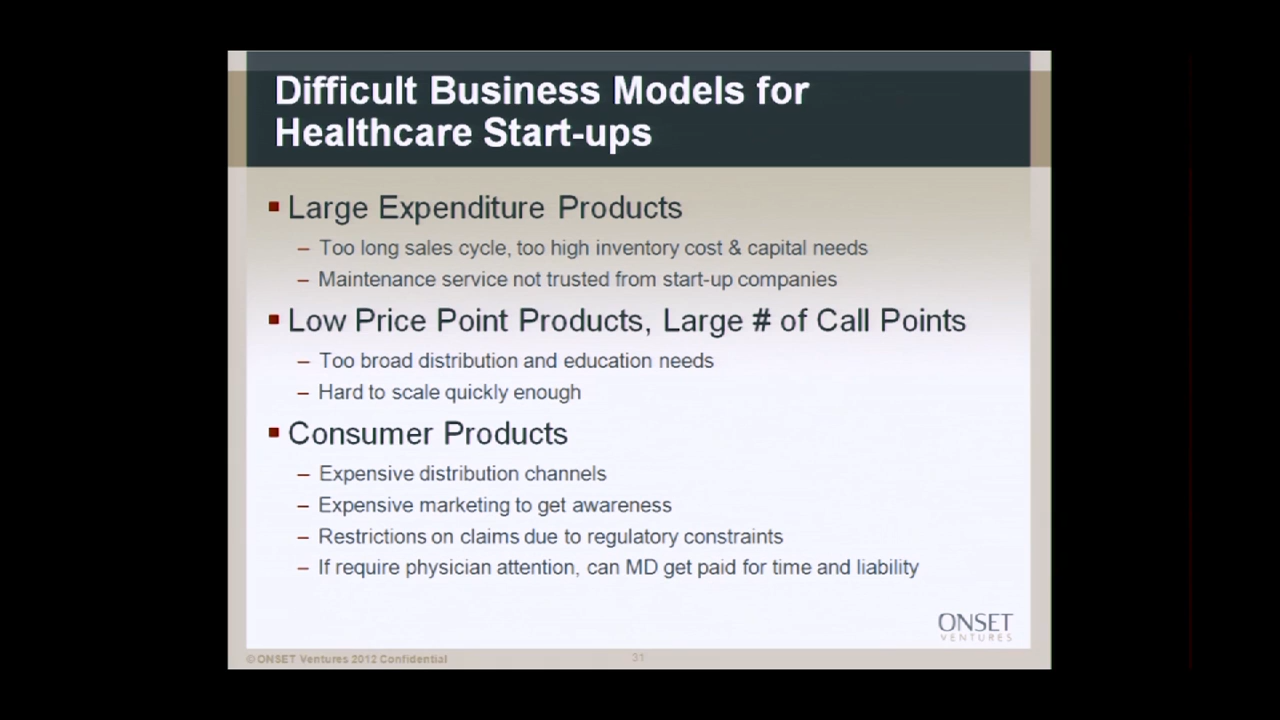 Difficult Business Models for
Healthcare Start-ups
▪ Large Expenditure Products
– Too long sales cycle, too high inventory cost & capital needs
– Maintenance service not trusted from start-up companies
▪ Low Price Point Products, Large # of Call Points
– Too broad distribution and education needs
– Hard to scale quickly enough
▪ Consumer Products
– Expensive distribution channels
– Expensive marketing to get awareness
– Restrictions on claims due to regulatory constraints
– If require physician attention, can MD get paid for time and liability
ONSET
VENTURES
©ONSET Ventures 2012 Confidential
31